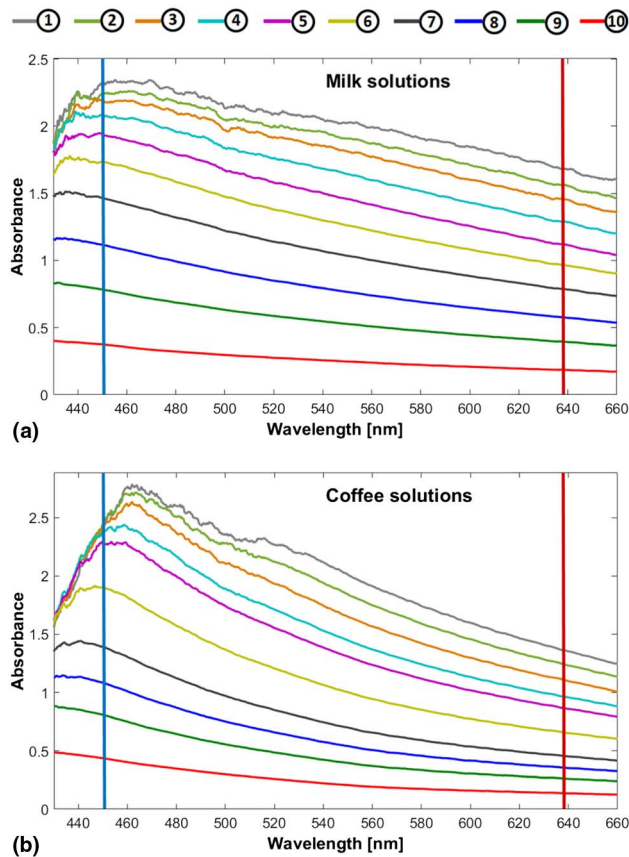 1 2 3 4 5 6 7 8 9 10
Milk solutions
2.5
2
1.5
1
0.5
0
Absorbance
440 460 480 500 520 540 560 580 600 620 640 660
Wavelength [nm]
(a)
Coffee solutions
2.5
2
1.5
1
0.5
0
Absorbance
440 460 480 500 520 540 560 580 600 620 640 660
Wavelength [nm]
(b)